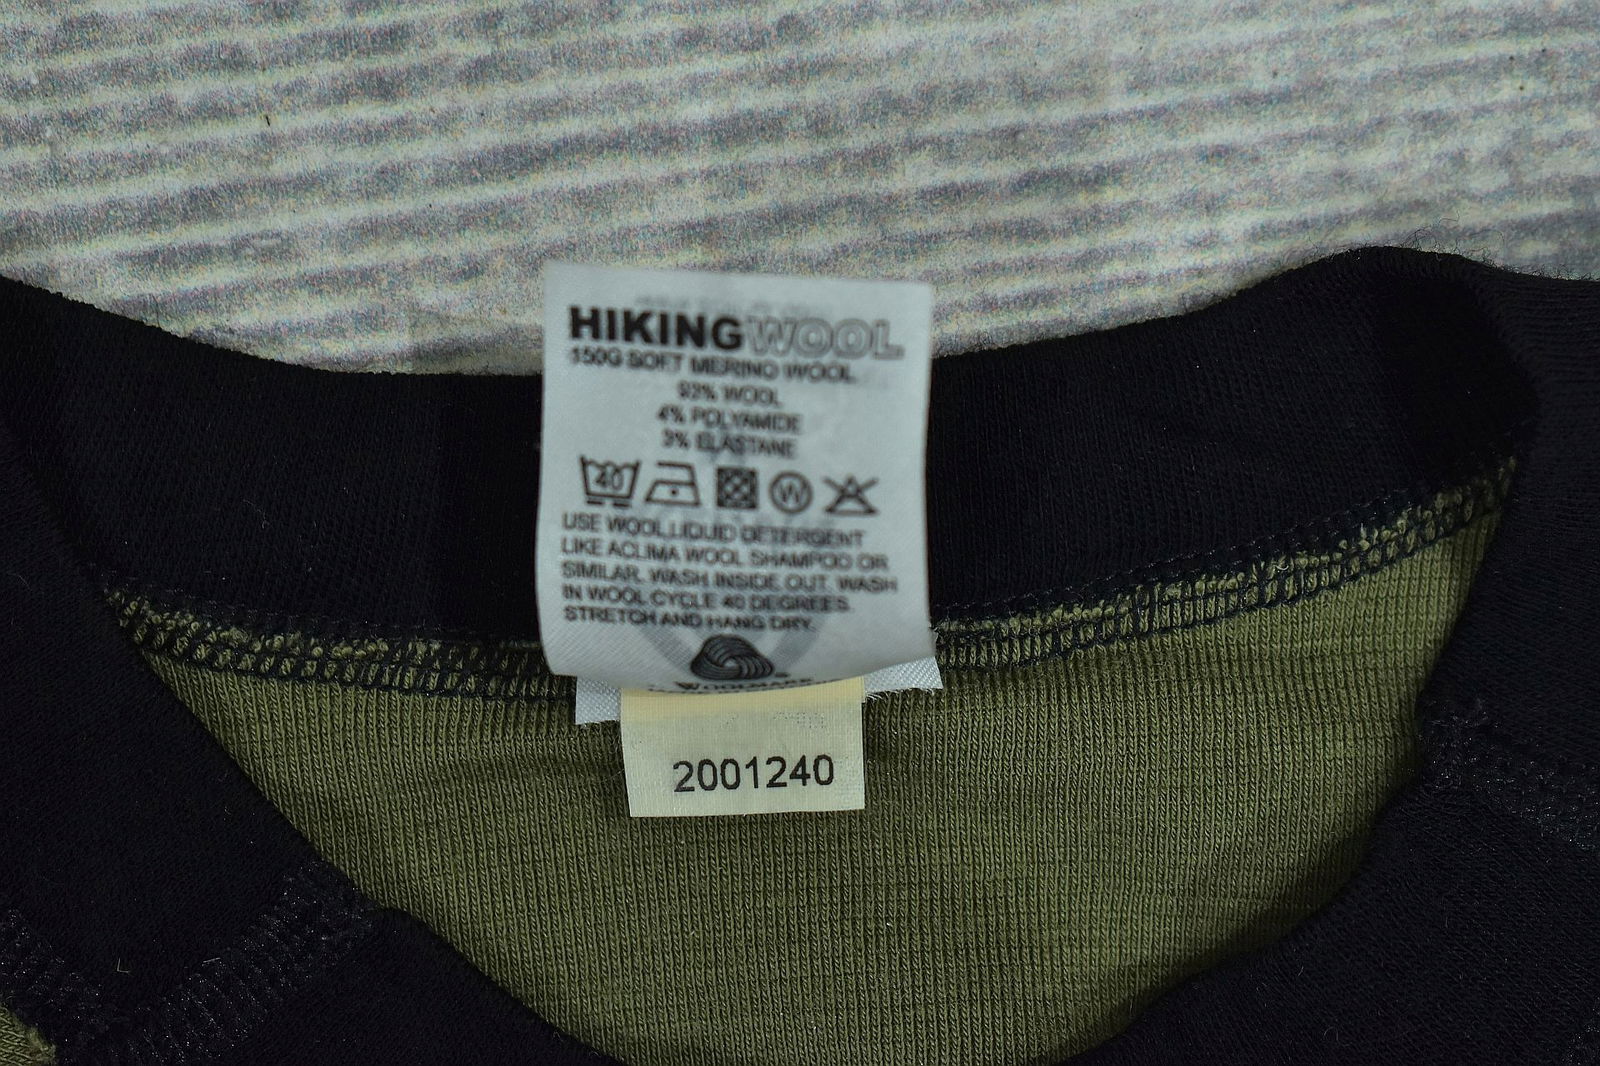 HIKINGWOOL
150G SOFT MERINO WOOL
93% WOOL
4% POLYAMIDE
3% ELASTANE
40 W
USE WOOL LIQUID DETERGENT
LIKE ACLIMA WOOL SHAMPOO OR
SIMILAR. WASH INSIDE OUT. WASH
IN WOOL CYCLE 40 DEGREES.
STRETCH AND HANG DRY.
WOOLMARK
2001240